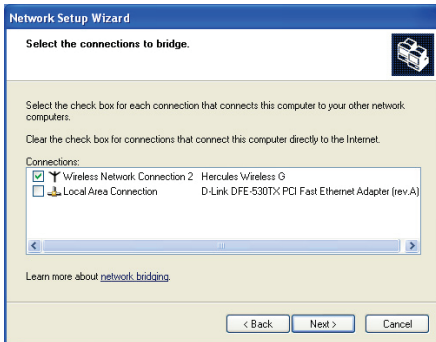 Network Setup Wizard
Select the connections to bridge.
Select the check box for each connection that connects this computer to your other network
computers.
Clear the check box for connections that connect this computer directly to the Internet.
Connections:
Wireless Network Connection 2 Hercules Wireless G
Local Area Connection D-Link DFE-530TX PCI Fast Ethernet Adapter (rev.A)
Learn more about network bridging.
< Back Next > Cancel